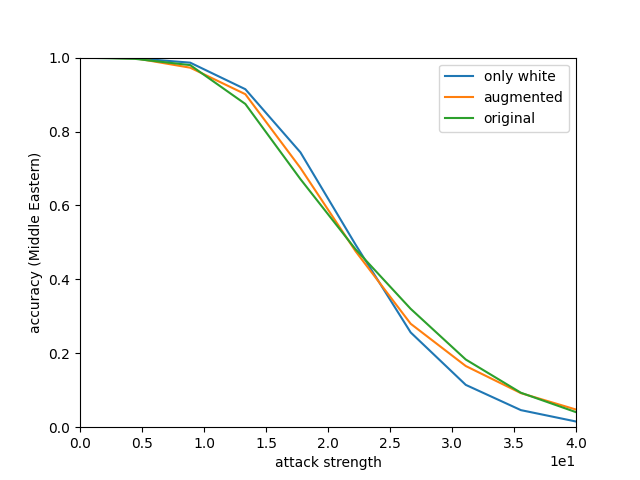 only white
augmented
original
accuracy (Middle Eastern)
1.0
0.8
0.6
0.4
0.2
0.0
0.0 0.5 1.0 1.5 2.0 2.5 3.0 3.5 4.0
1e1
attack strength